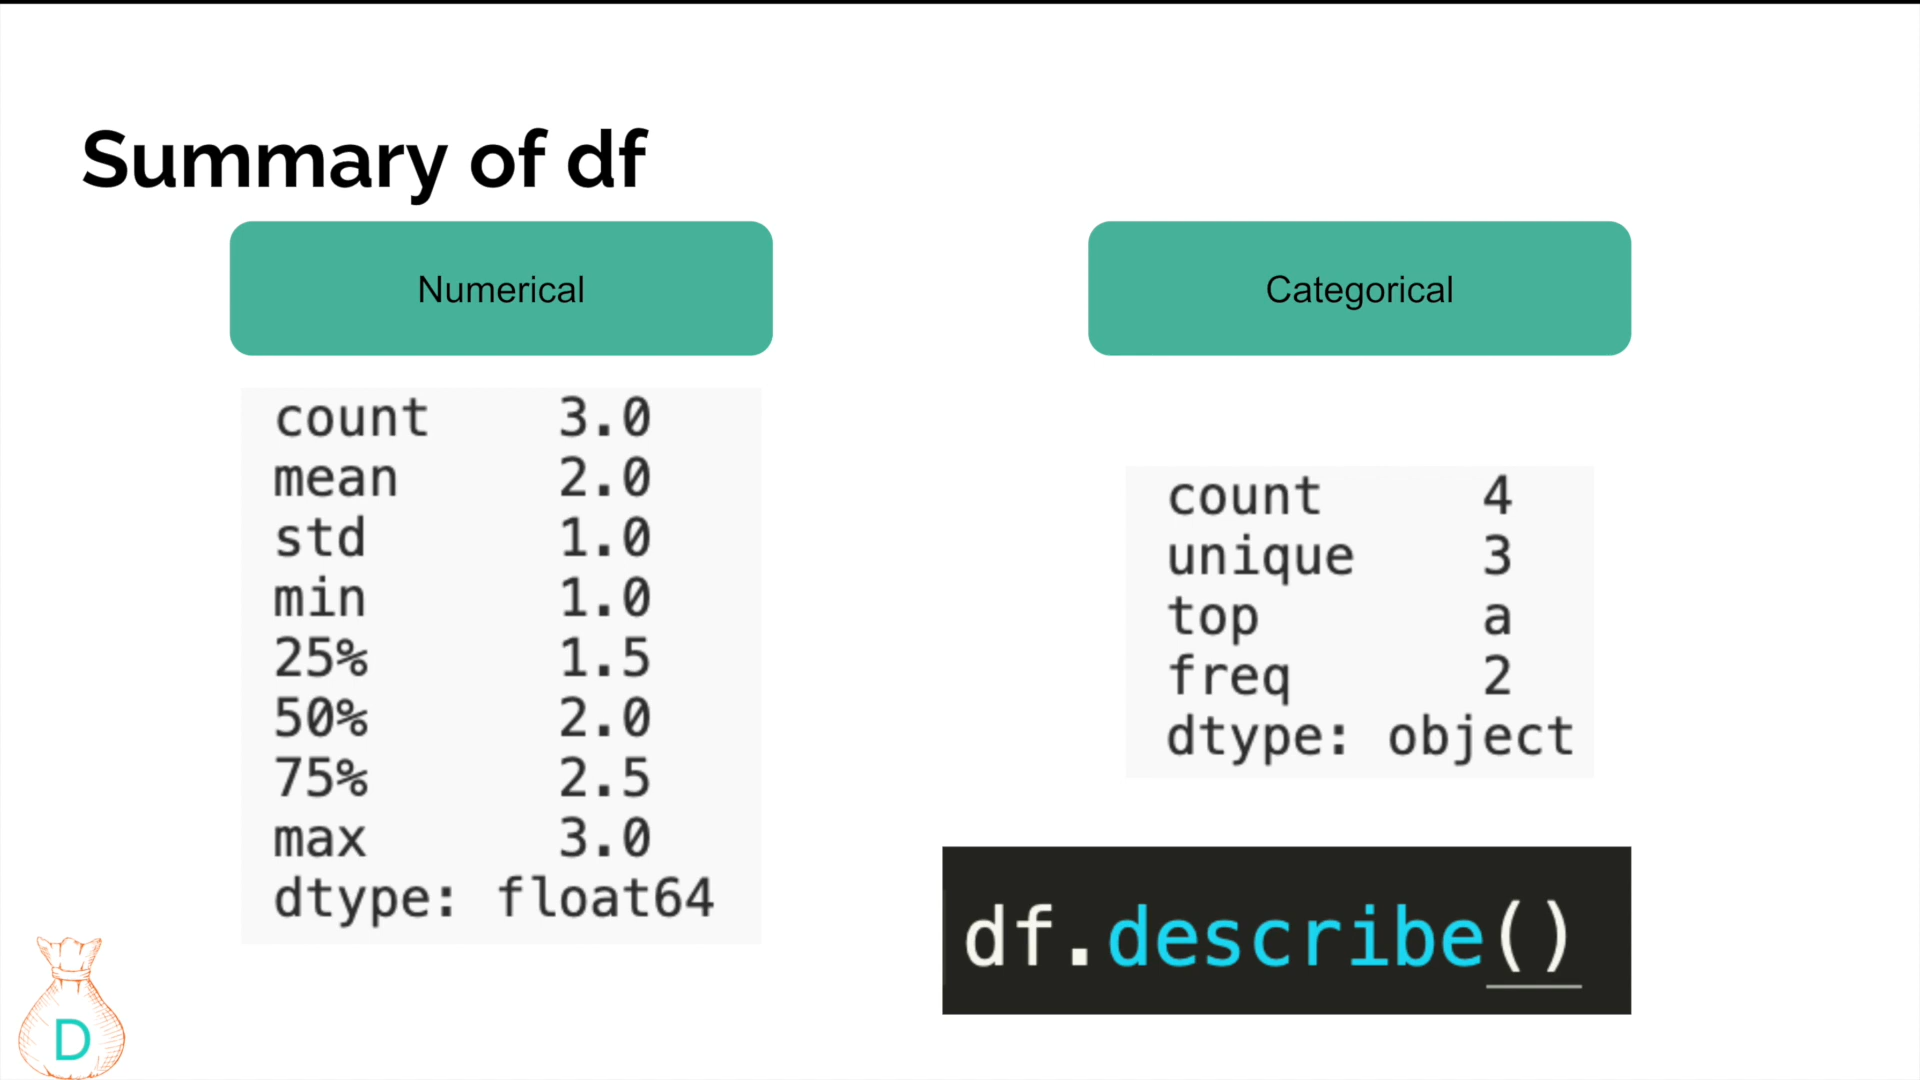 Summary of df
Numerical
count 3.0
mean 2.0
std 1.0
min 1.0
25% 1.5
50% 2.0
75% 2.5
max 3.0
dtype: float64
Categorical
count 4
unique 3
top a
freq 2
dtype: object
df.describe()
D